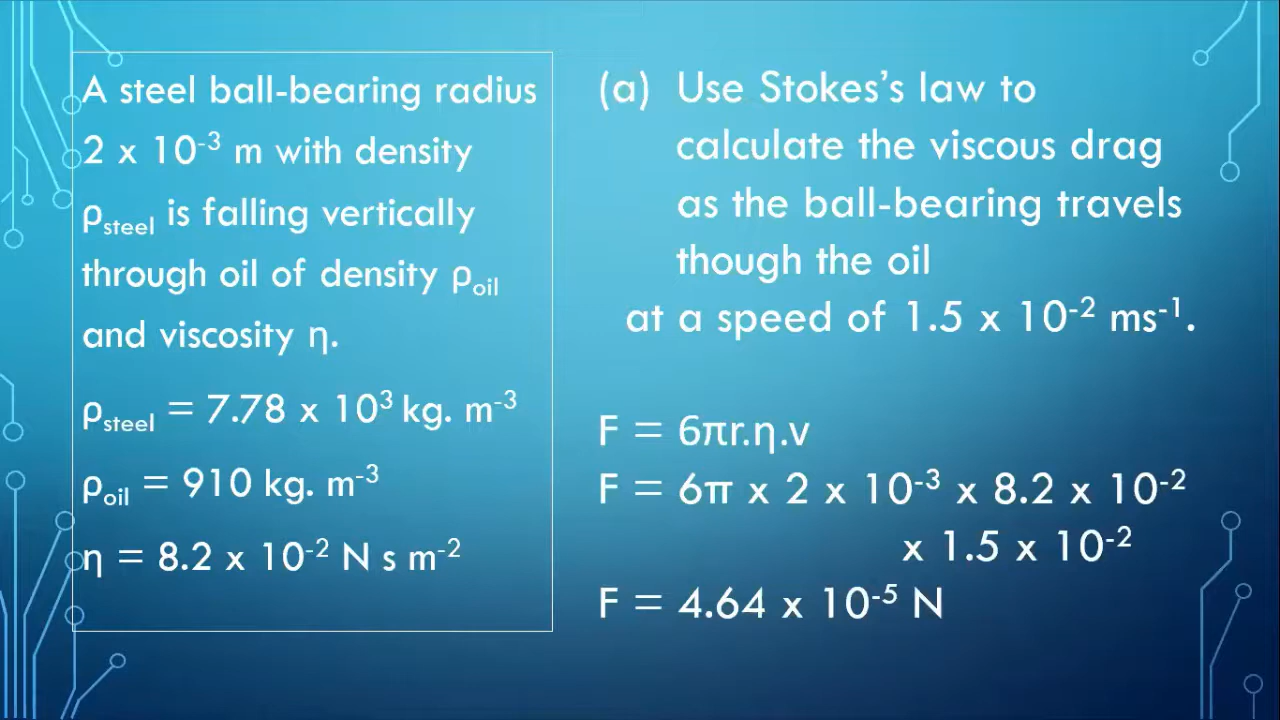 A steel ball-bearing radius
2 x 10⁻³ m with density
ρsteel is falling vertically
through oil of density ρoil
and viscosity η.
ρsteel = 7.78 x 10³ kg. m⁻³
ρoil = 910 kg. m⁻³
η = 8.2 x 10⁻² N s m⁻²
(a) Use Stokes’s law to
calculate the viscous drag
as the ball-bearing travels
though the oil
at a speed of 1.5 x 10⁻² ms⁻¹.
F = 6πr.η.v
F = 6π x 2 x 10⁻³ x 8.2 x 10⁻²
x 1.5 x 10⁻²
F = 4.64 x 10⁻⁵ N